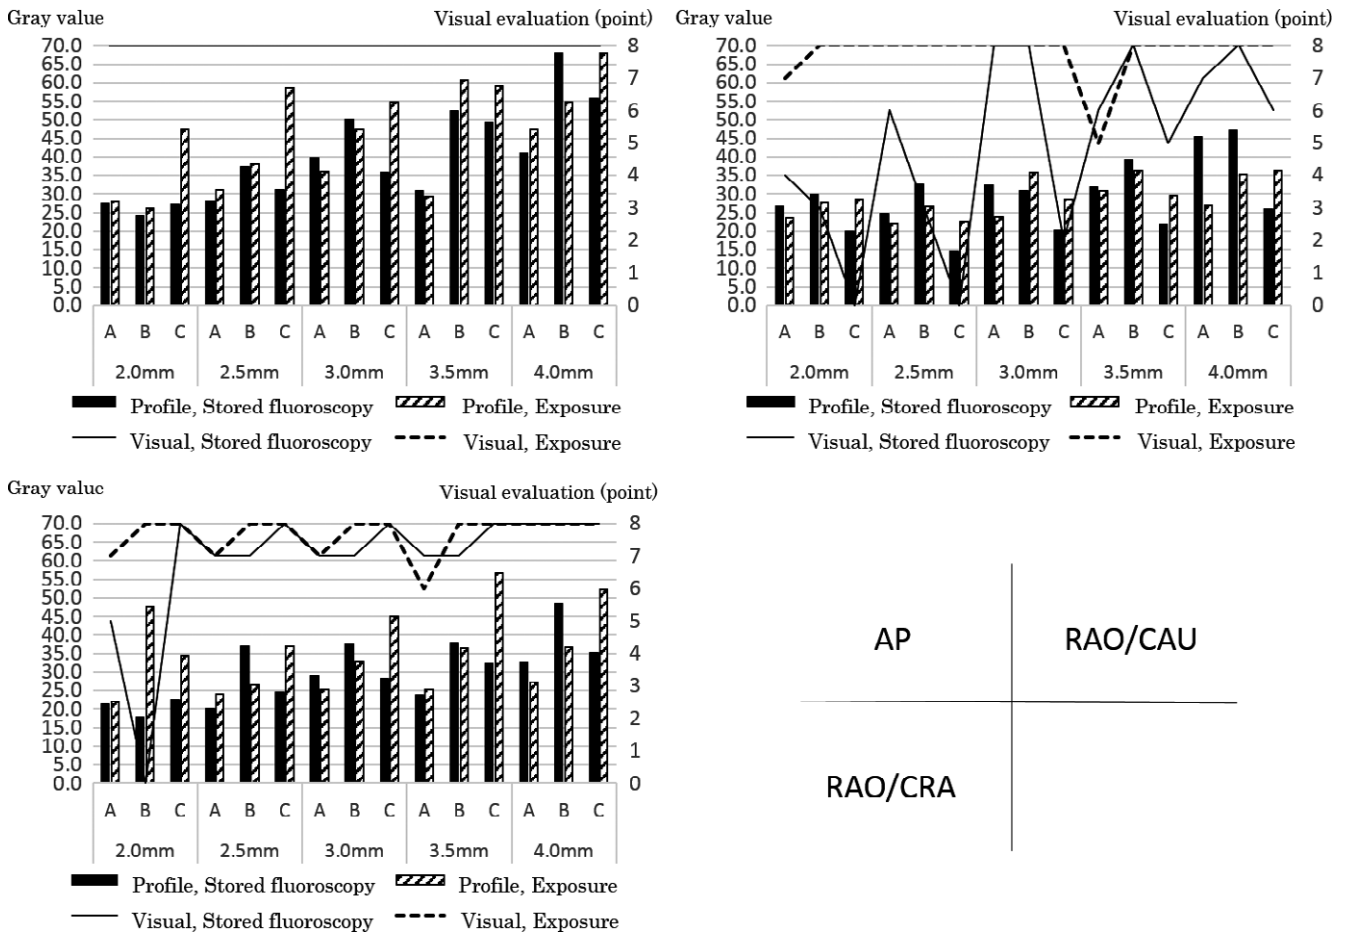 Gray value Visual evaluation (point)
70.0 8
65.0
60.0 7
55.0
50.0 6
45.0 5
40.0
35.0 4
30.0
25.0 3
20.0 2
15.0
10.0 1
5.0
0.0 0
A B C A B C A B C A B C A B C
2.0mm 2.5mm 3.0mm 3.5mm 4.0mm
Profile, Stored fluoroscopy Profile, Exposure
Visual, Stored fluoroscopy Visual, Exposure
Gray value Visual evaluation (point)
70.0 8
65.0
60.0 7
55.0
50.0 6
45.0 5
40.0
35.0 4
30.0
25.0 3
20.0 2
15.0
10.0 1
5.0
0.0 0
A B C A B C A B C A B C A B C
2.0mm 2.5mm 3.0mm 3.5mm 4.0mm
Profile, Stored fluoroscopy Profile, Exposure
Visual, Stored fluoroscopy Visual, Exposure
Gray value Visual evaluation (point)
70.0 8
65.0
60.0 7
55.0
50.0 6
45.0 5
40.0
35.0 4
30.0
25.0 3
20.0 2
15.0
10.0 1
5.0
0.0 0
A B C A B C A B C A B C A B C
2.0mm 2.5mm 3.0mm 3.5mm 4.0mm
Profile, Stored fluoroscopy Profile, Exposure
Visual, Stored fluoroscopy Visual, Exposure
AP RAO/CAU
RAO/CRA